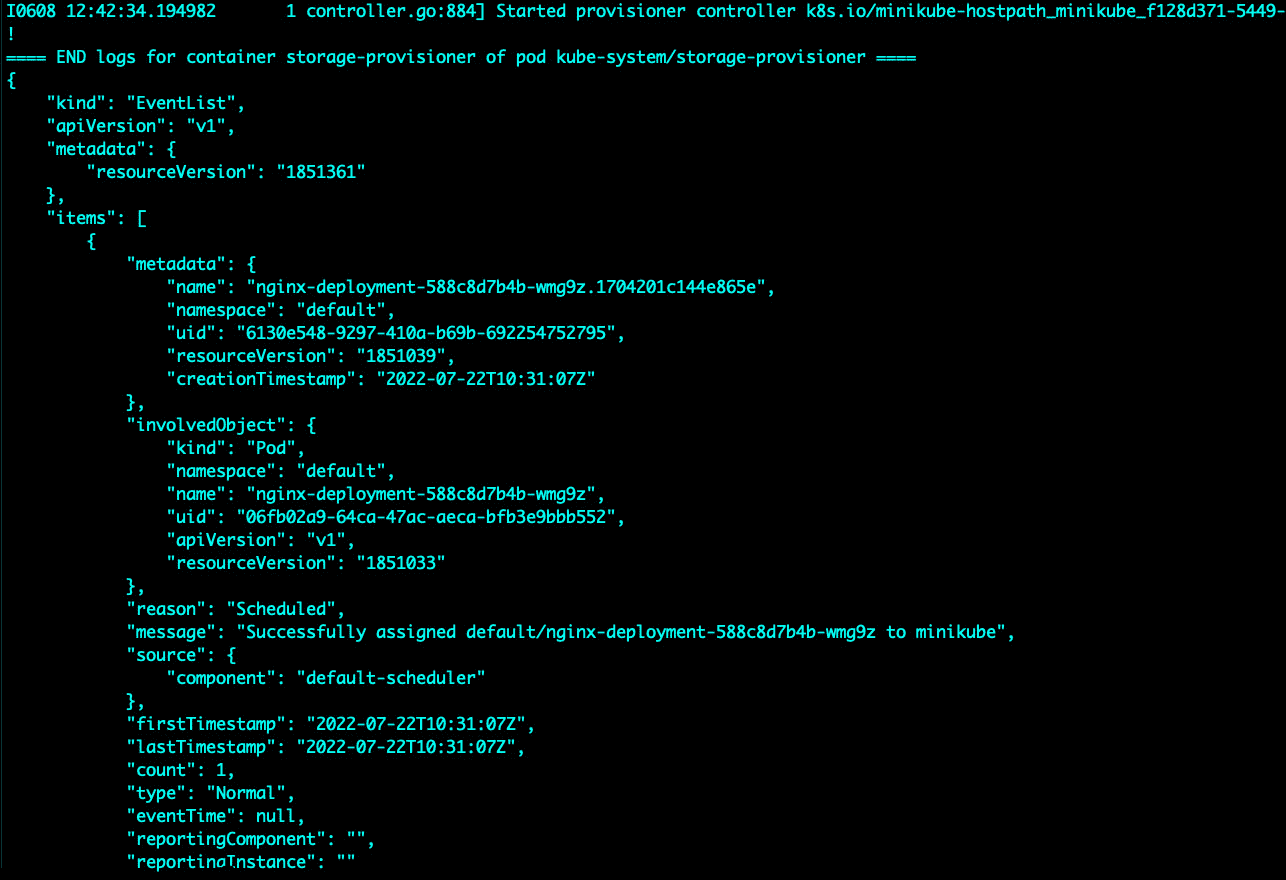 I0608 12:42:34.194982       1 controller.go:884] Started provisioner controller k8s.io/minikube-hostpath_minikube_f128d371-5449-
!
==== END logs for container storage-provisioner of pod kube-system/storage-provisioner ====
{
    "kind": "EventList",
    "apiVersion": "v1",
    "metadata": {
        "resourceVersion": "1851361"
    },
    "items": [
        {
            "metadata": {
                "name": "nginx-deployment-588c8d7b4b-wmg9z.1704201c144e865e",
                "namespace": "default",
                "uid": "6130e548-9297-410a-b69b-692254752795",
                "resourceVersion": "1851039",
                "creationTimestamp": "2022-07-22T10:31:07Z"
            },
            "involvedObject": {
                "kind": "Pod",
                "namespace": "default",
                "name": "nginx-deployment-588c8d7b4b-wmg9z",
                "uid": "06fb02a9-64ca-47ac-aeca-bfb3e9bbb552",
                "apiVersion": "v1",
                "resourceVersion": "1851033"
            },
            "reason": "Scheduled",
            "message": "Successfully assigned default/nginx-deployment-588c8d7b4b-wmg9z to minikube",
            "source": {
                "component": "default-scheduler"
            },
            "firstTimestamp": "2022-07-22T10:31:07Z",
            "lastTimestamp": "2022-07-22T10:31:07Z",
            "count": 1,
            "type": "Normal",
            "eventTime": null,
            "reportingComponent": "",
            "reportingInstance": ""